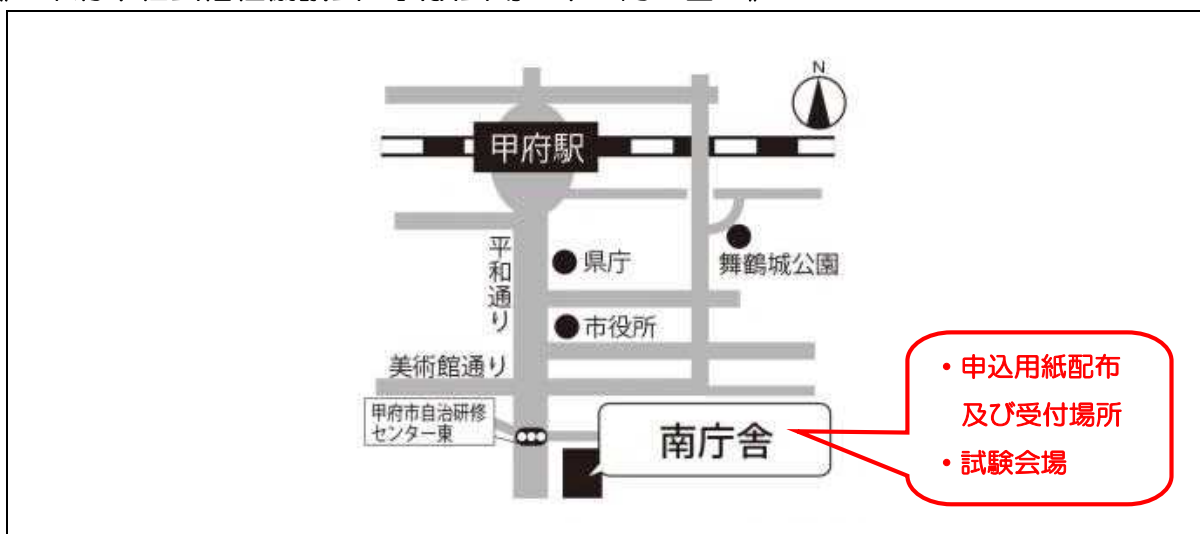 N
甲府駅
平和通り
県庁
舞鶴城公園
市役所
美術館通り
甲府市自治研修
センター東
南庁舎
・申込用紙配布
及び受付場所
・試験会場